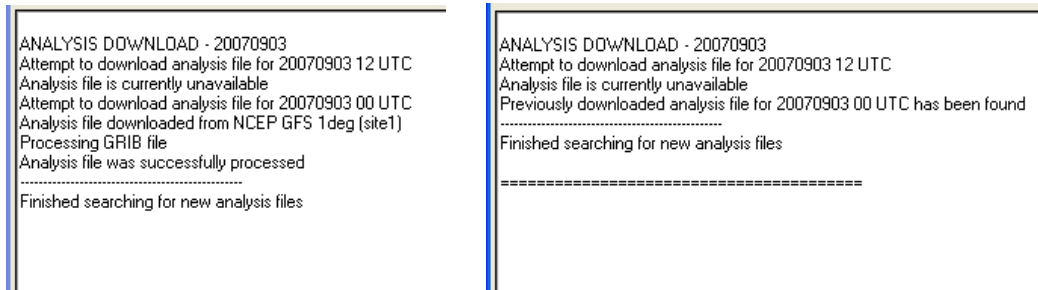 ANALYSIS DOWNLOAD - 20070903
Attempt to download analysis file for 20070903 12 UTC
Analysis file is currently unavailable
Attempt to download analysis file for 20070903 00 UTC
Analysis file downloaded from NCEP GFS 1deg (site1)
Processing GRIB file
Analysis file was successfully processed
------------------------------------------------
Finished searching for new analysis files
ANALYSIS DOWNLOAD - 20070903
Attempt to download analysis file for 20070903 12 UTC
Analysis file is currently unavailable
Previously downloaded analysis file for 20070903 00 UTC has been found
------------------------------------------------
Finished searching for new analysis files
========================================